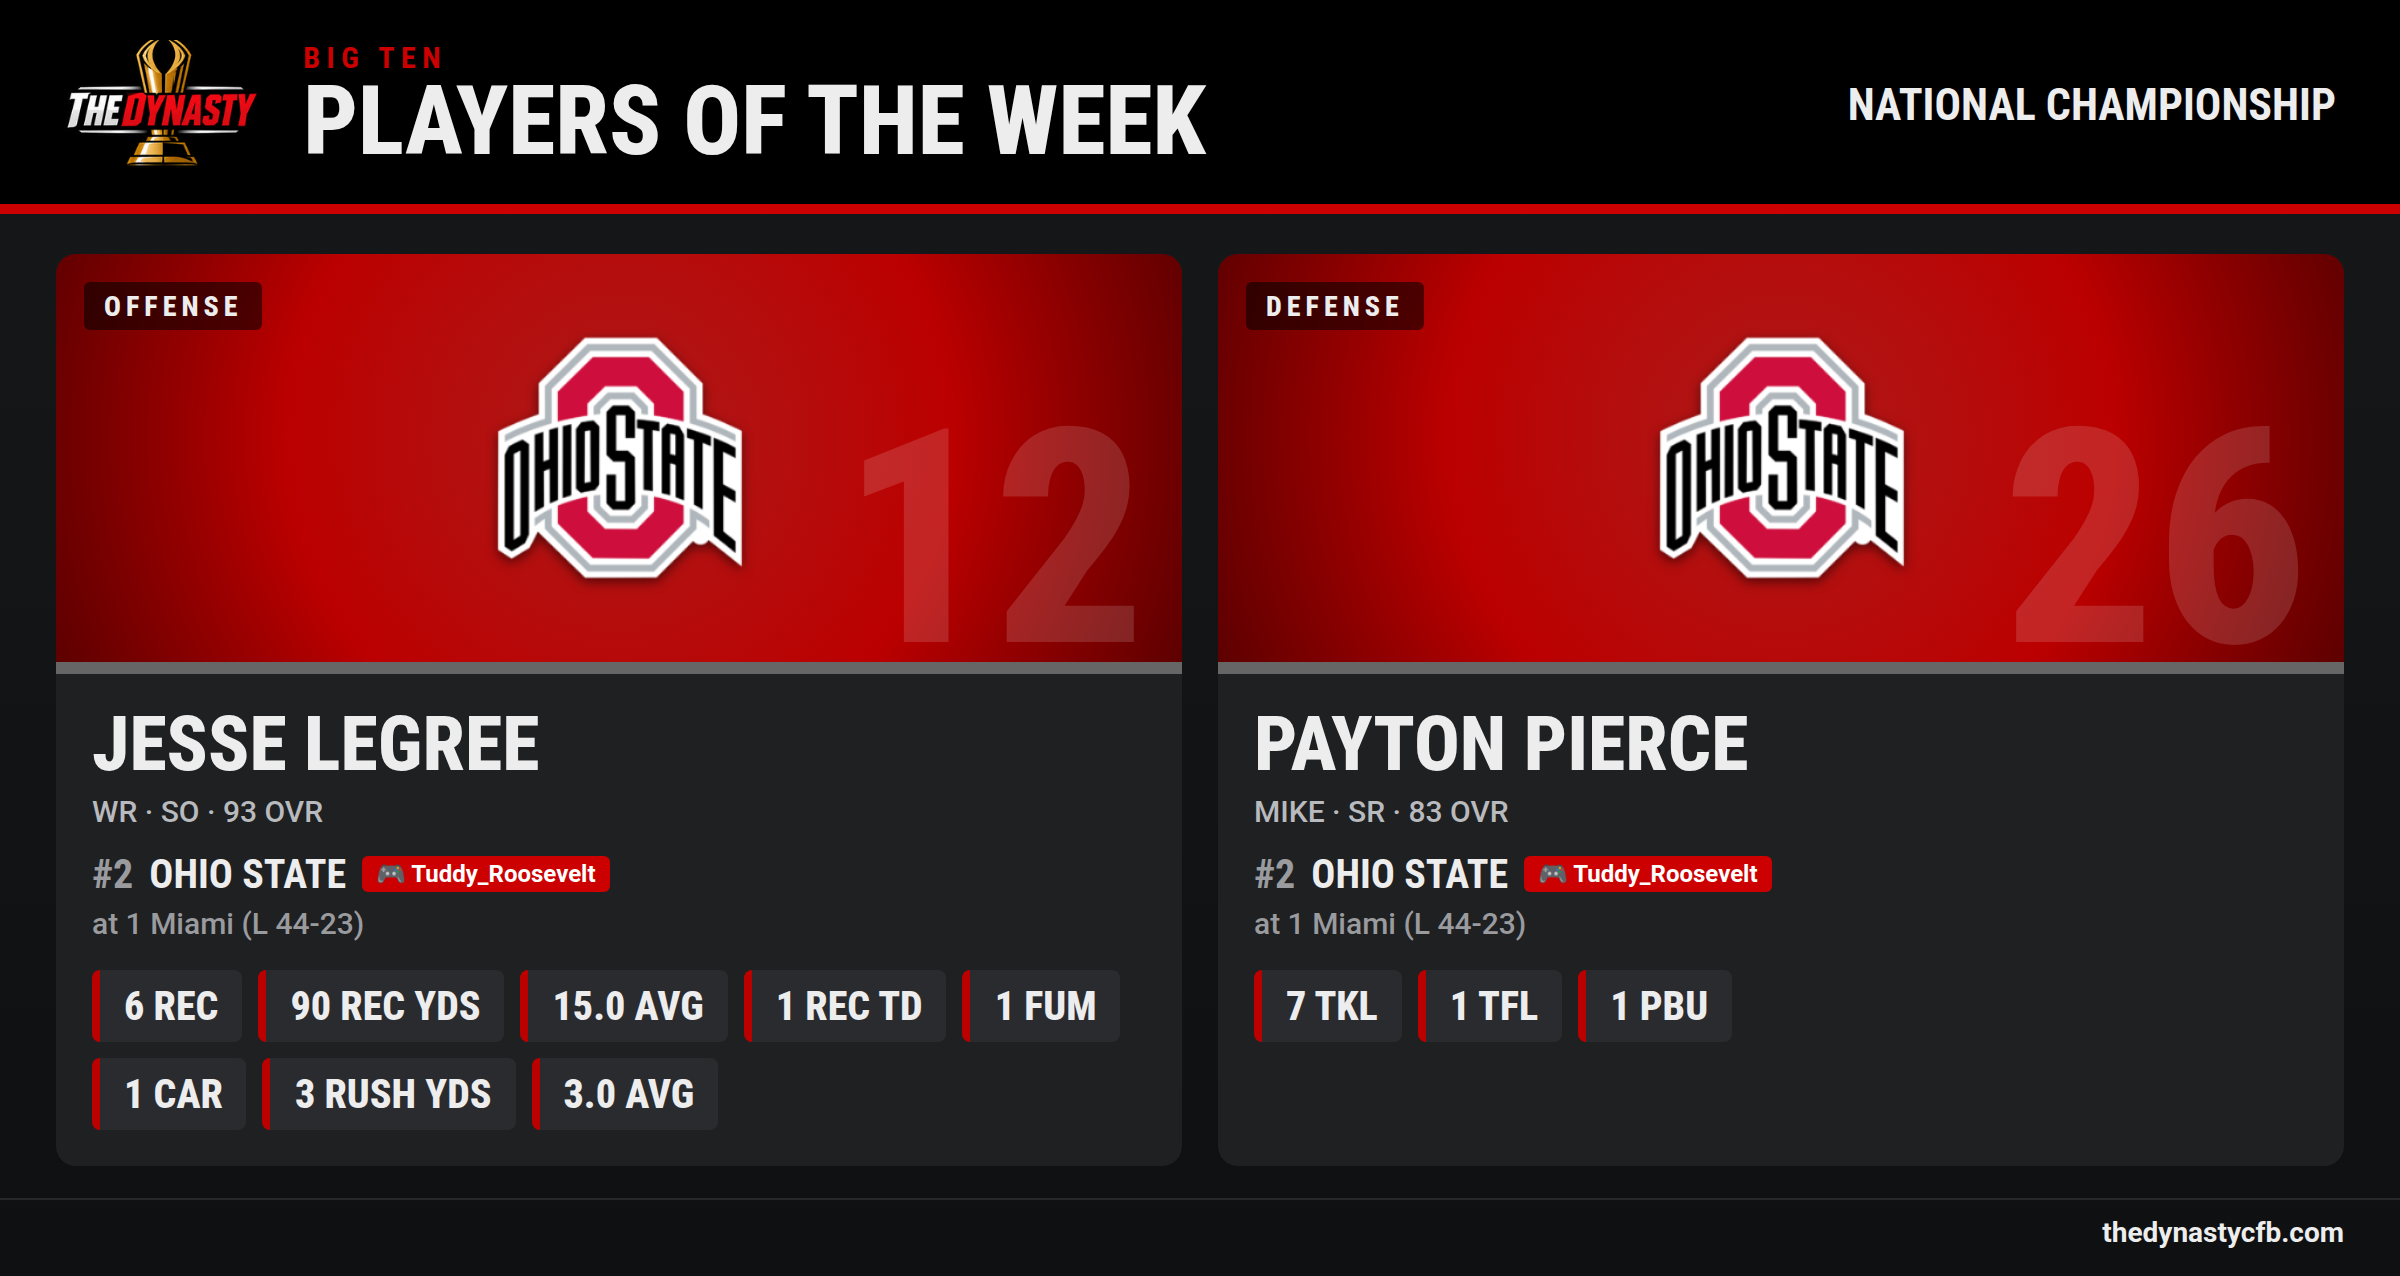 THE DYNASTY
BIG TEN
PLAYERS OF THE WEEK
NATIONAL CHAMPIONSHIP
OFFENSE
OHIO STATE
12
JESSE LEGREE
WR · SO · 93 OVR
#2 OHIO STATE 🎮 Tuddy_Roosevelt
at 1 Miami (L 44-23)
6 REC
90 REC YDS
15.0 AVG
1 REC TD
1 FUM
1 CAR
3 RUSH YDS
3.0 AVG
DEFENSE
OHIO STATE
26
PAYTON PIERCE
MIKE · SR · 83 OVR
#2 OHIO STATE 🎮 Tuddy_Roosevelt
at 1 Miami (L 44-23)
7 TKL
1 TFL
1 PBU
thedynastycfb.com